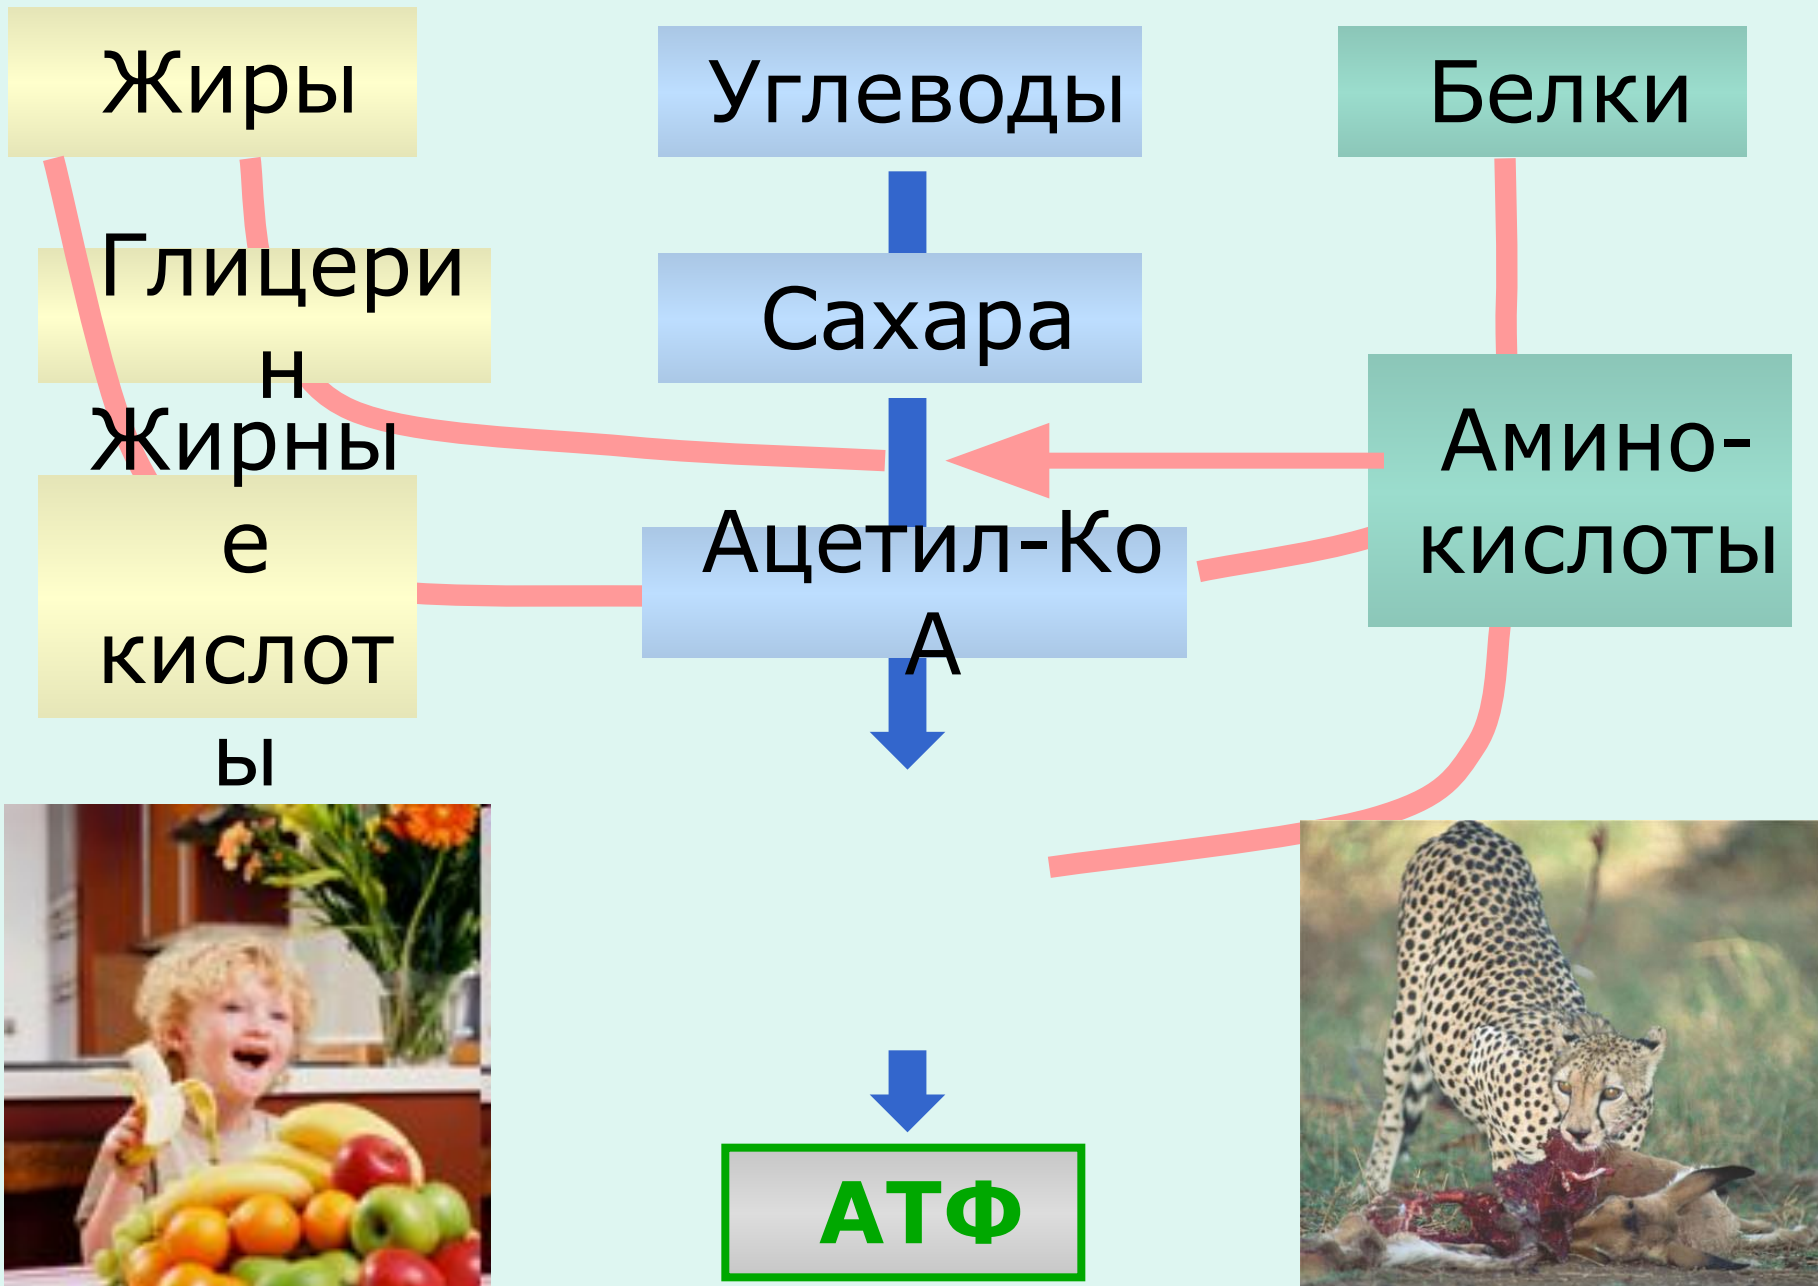 Жиры
Углеводы
Белки
Глицери
н
Сахара
Жирны
е
кислот
ы
Ацетил-Ко
А
Амино-
кислоты
АТФ